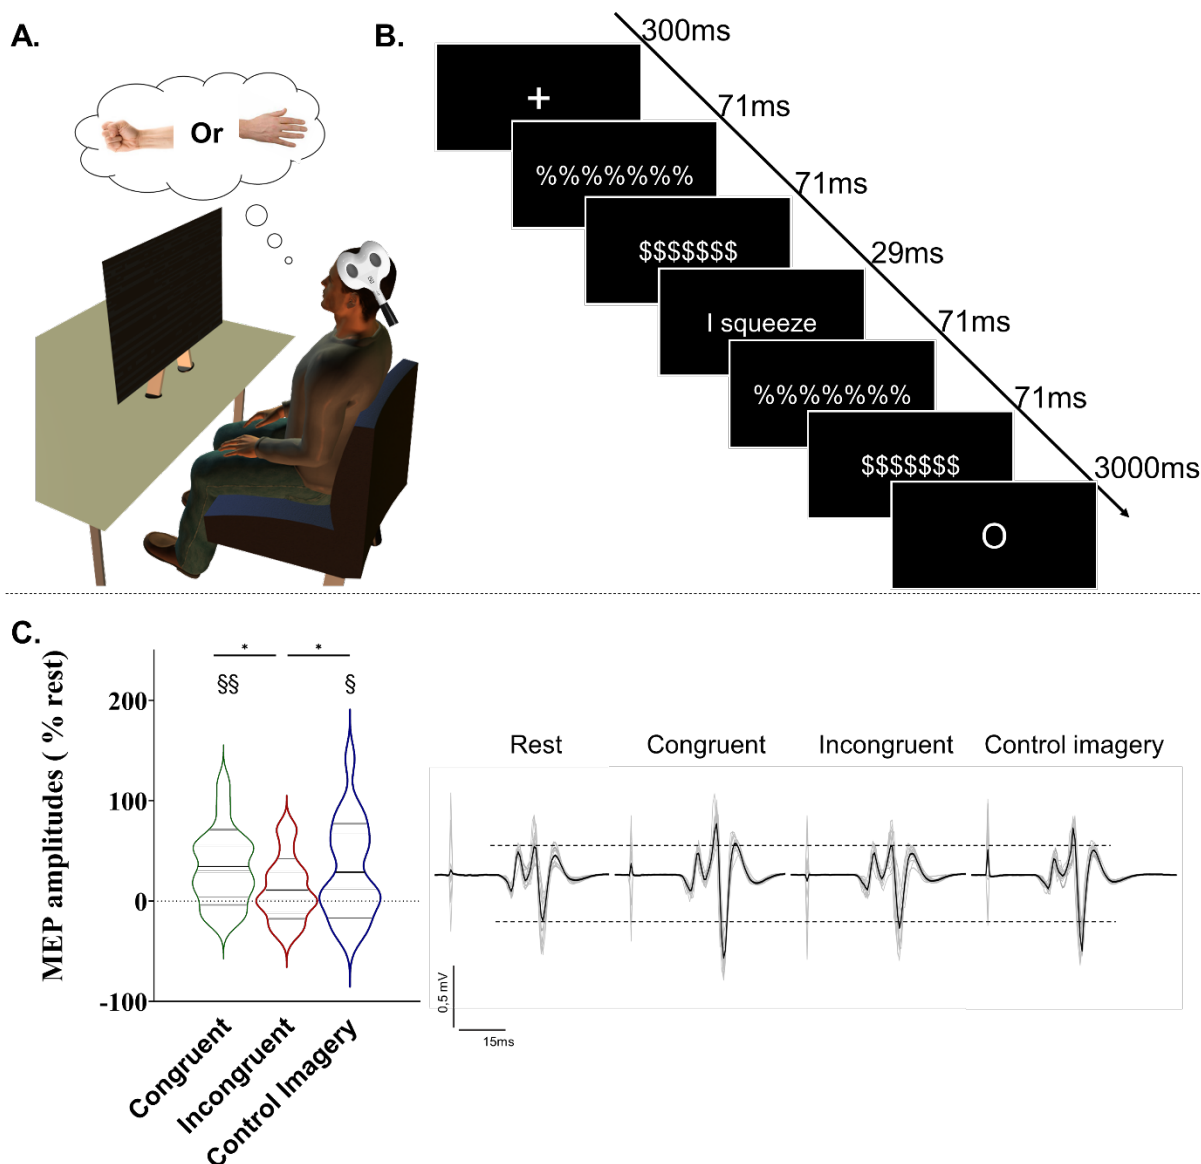 A.
Or
B.
300ms
+
71ms
%%%%%%%
71ms
$$$$$$$
29ms
I squeeze
71ms
%%%%%%%
71ms
$$$$$$$
3000ms
O
C.
MEP amplitudes ( % rest)
200
100
0
-100
* *
§§ §
Congruent
Incongruent
Control Imagery
Rest Congruent Incongruent Control imagery
0,5 mV
15ms